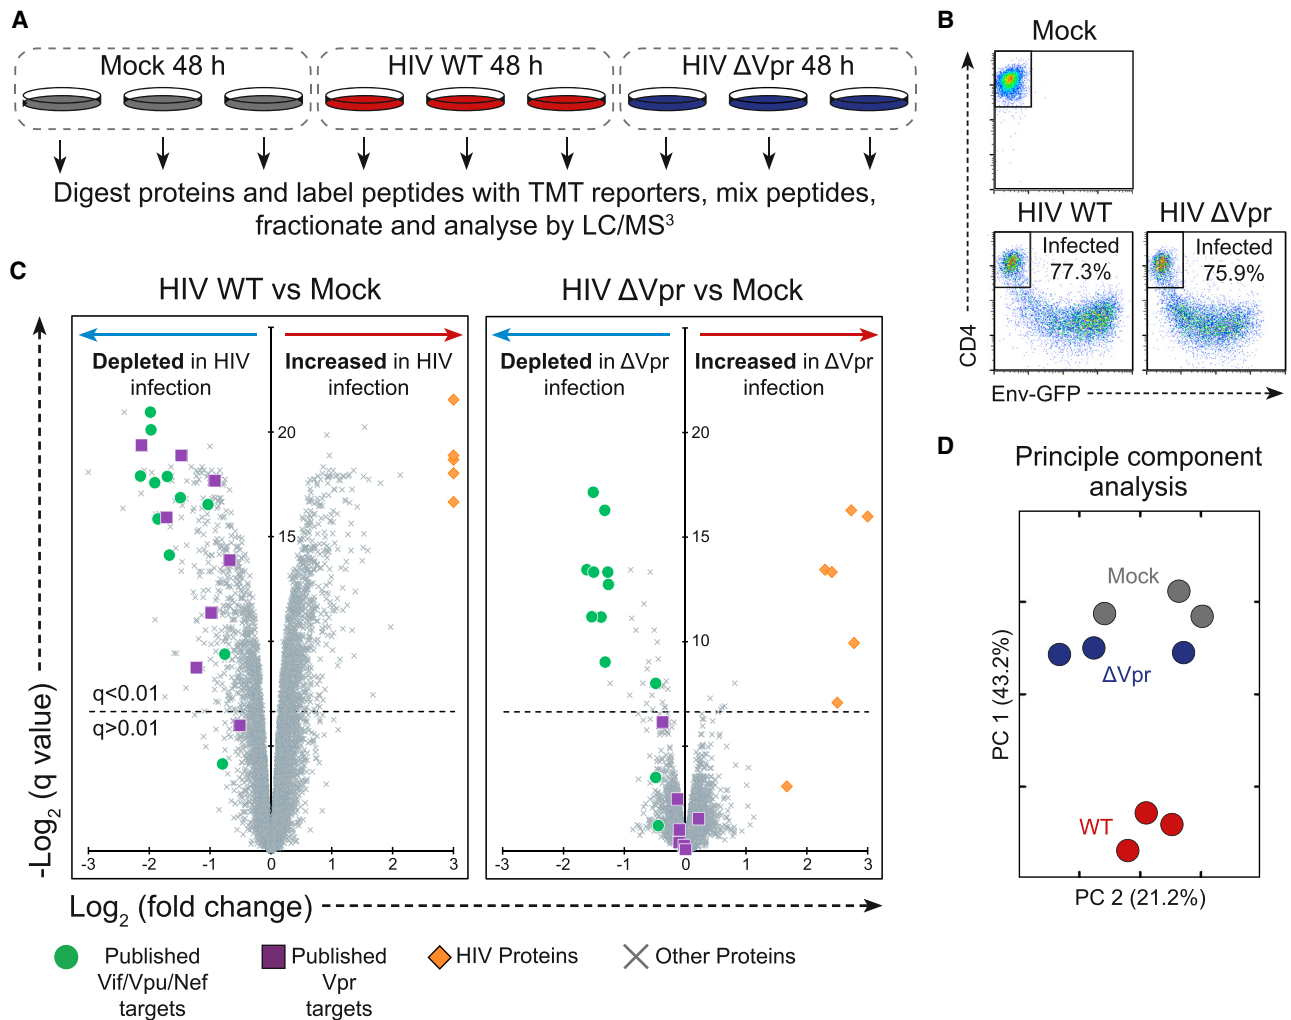 A
Mock 48 h
HIV WT 48 h
HIV ΔVpr 48 h
Digest proteins and label peptides with TMT reporters, mix peptides,
fractionate and analyse by LC/MS³
B
Mock
HIV WT
HIV ΔVpr
Infected
77.3%
Infected
75.9%
CD4
Env-GFP
C
HIV WT vs Mock
HIV ΔVpr vs Mock
Depleted in HIV
infection
Increased in HIV
infection
Depleted in ΔVpr
infection
Increased in ΔVpr
infection
20
15
q<0.01
q>0.01
-3 -2 -1 0 1 2 3
20
15
10
-3 -2 -1 0 1 2 3
-Log₂ (q value)
Log₂ (fold change)
Published
Vif/Vpu/Nef
targets
Published
Vpr
targets
HIV Proteins
Other Proteins
D
Principle component
analysis
Mock
ΔVpr
WT
PC 1 (43.2%)
PC 2 (21.2%)